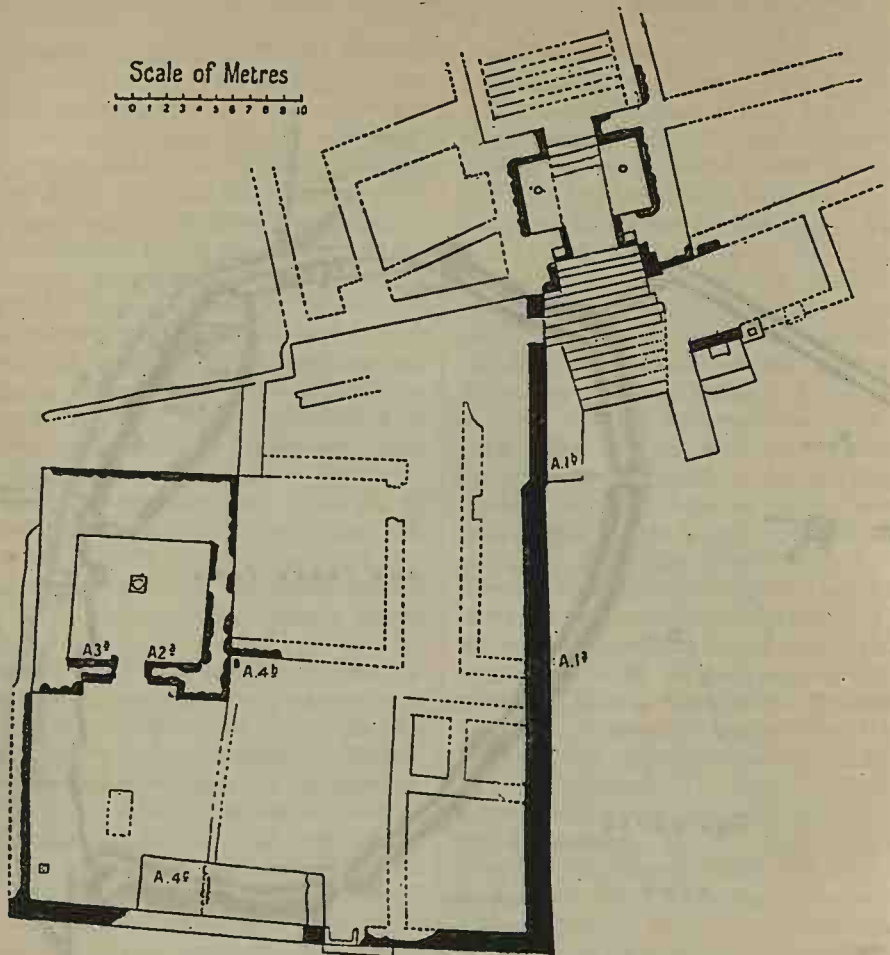 Scale of Metres
1 0 1 2 3 4 5 6 7 8 9 10
A.1ᵇ
A3ª
A2ª
A.4ᵇ
A.1ª
A.4ᶜ